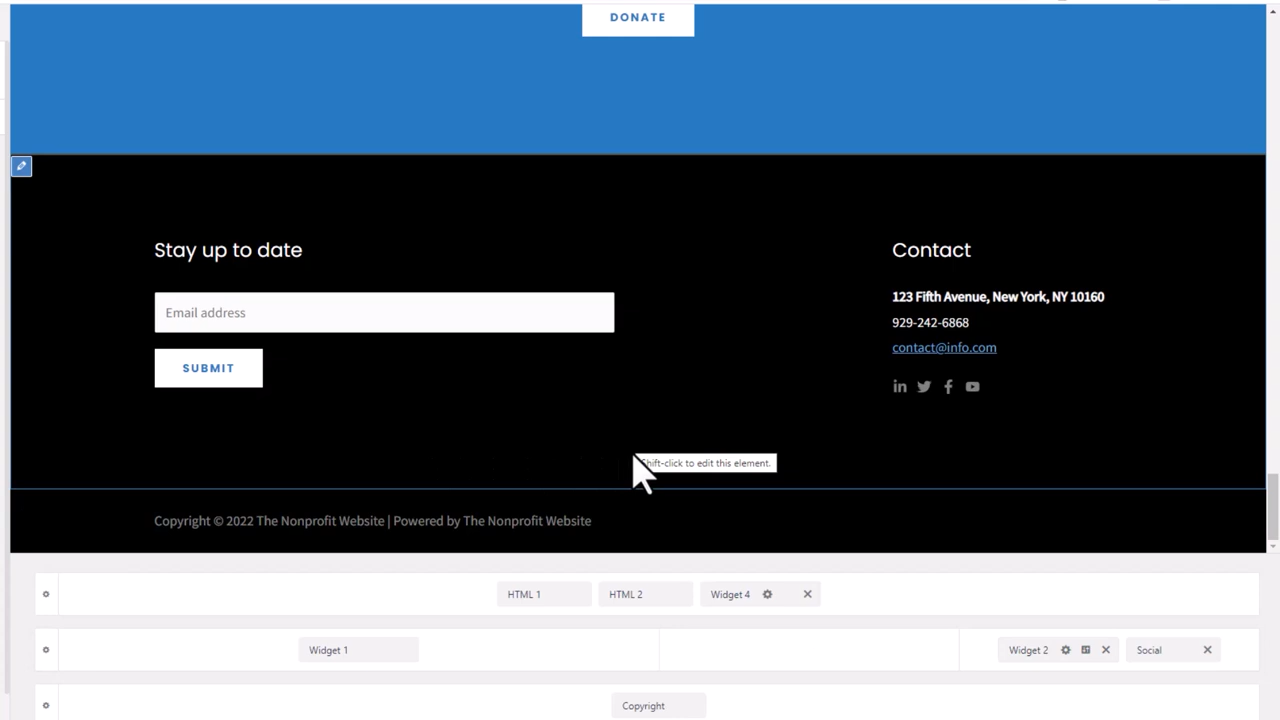 DONATE
Stay up to date
Contact
Email address
123 Fifth Avenue, New York, NY 10160
929-242-6868
contact@info.com
SUBMIT
Shift-click to edit this element.
Copyright © 2022 The Nonprofit Website | Powered by The Nonprofit Website
HTML 1
HTML 2
Widget 4
Widget 1
Widget 2
Social
Copyright